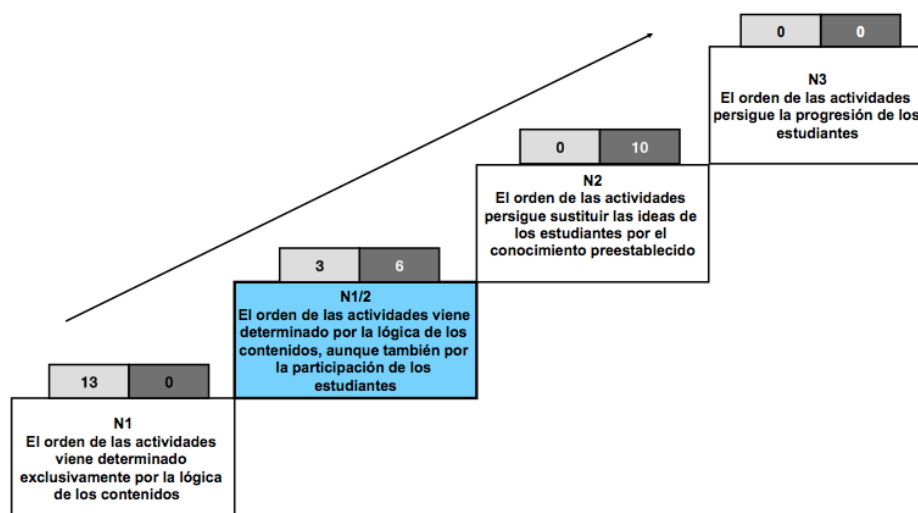 0 0
N3
El orden de las actividades
persigue la progresión de los
estudiantes
0 10
N2
El orden de las actividades
persigue sustituir las ideas de
los estudiantes por el
conocimiento preestablecido
3 6
N1/2
El orden de las actividades viene
determinado por la lógica de los
contenidos, aunque también por
la participación de los
estudiantes
13 0
N1
El orden de las actividades
viene determinado
exclusivamente por la lógica
de los contenidos